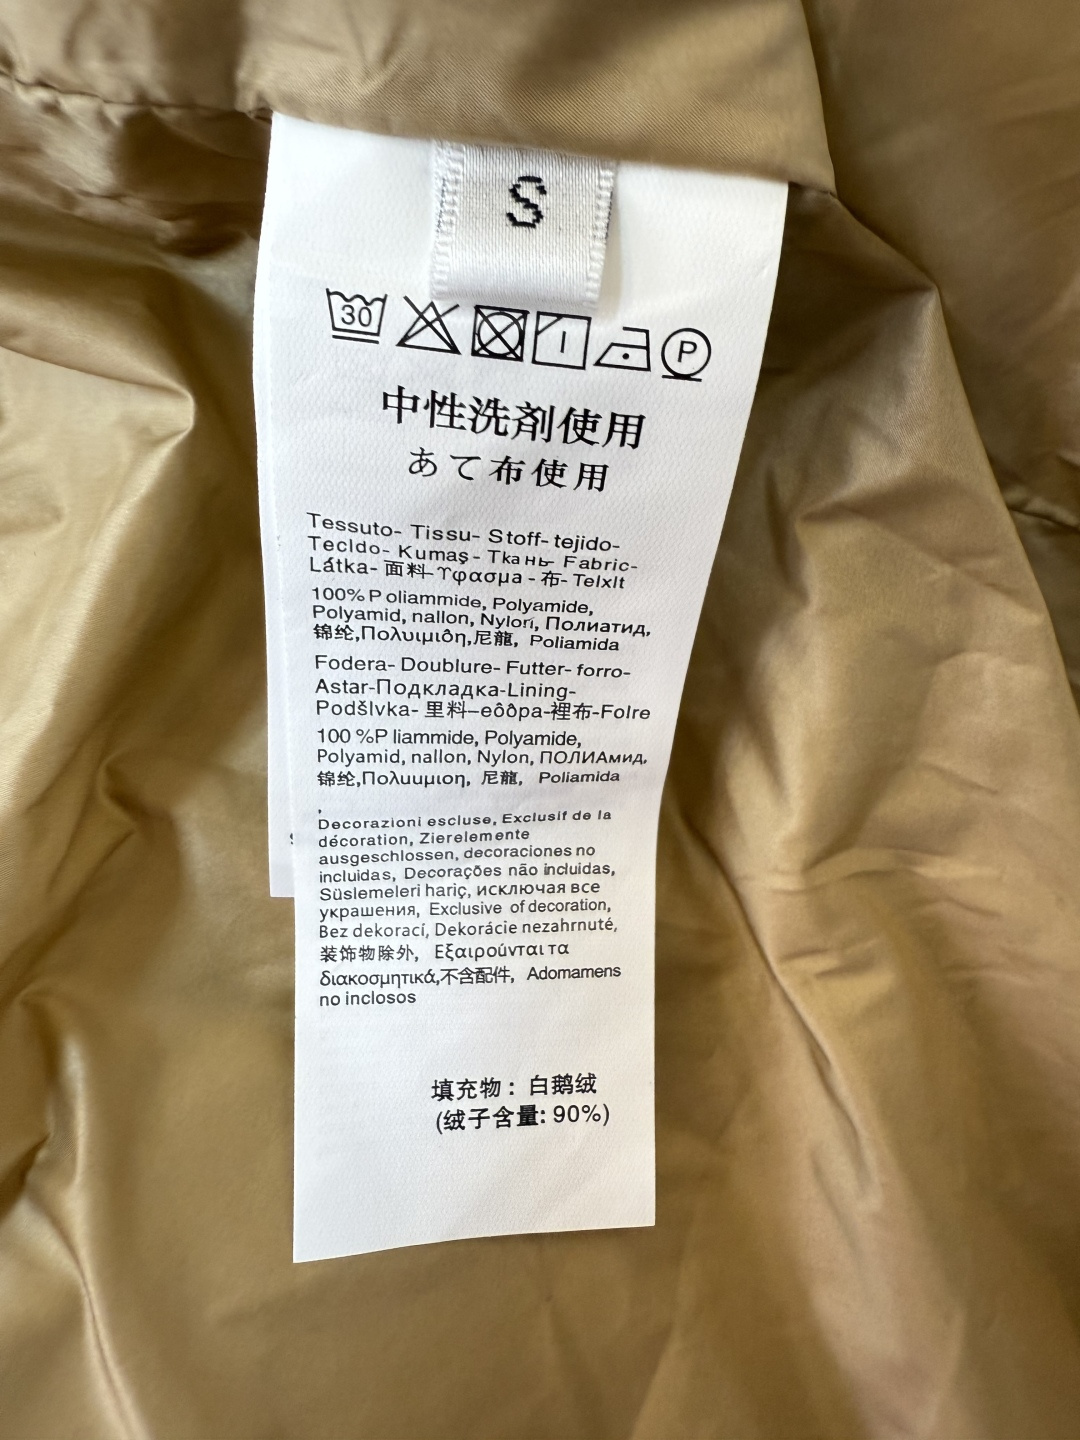 S
30
P
中性洗剤使用
あて布使用
Tessuto- Tissu- Stoff- tejido-
Tecldo- Kumaş - Ткань- Fabric-
Látka- 面料-ϒφασμα - 布- Telxlt
100%P oliammide, Polyamide,
Polyamid, nallon, Nylori, Полиатид,
锦纶,Πολυιμιδη,尼龍, Poliamida
Fodera- Doublure- Futter- forro-
Astar-Подкладка-Lining-
Podšlvka- 里料-eôδρа-裡布-Folre
100 %P liammide, Polyamide,
Polyamid, nallon, Nylon, ПОЛИАмид,
锦纶,Πολυυμιοη, 尼龍, Poliamida
,
Decorazioni escluse, Exclusif de la
décoration, Zierelemente
ausgeschlossen, decoraciones no
incluidas, Decorações não incluidas,
Süslemeleri hariç, исключая все
украшения, Exclusive of decoration,
Bez dekorací, Dekorácie nezahrnuté,
装饰物除外, Εξαιρούνται τα
διακοσμητικά,不含配件, Adomamens
no inclosos
填充物：白鹅绒
(绒子含量: 90%)